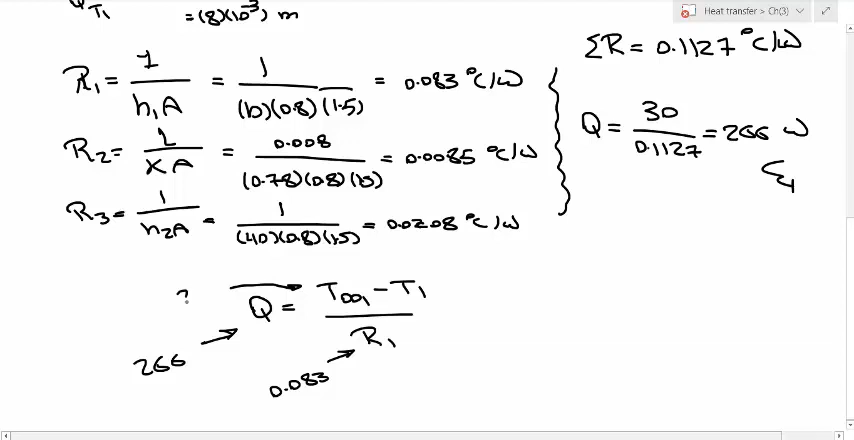 Heat transfer > Ch(3)
Q T1
= (8)(10^-3) m
R1 = 1 / h1A = 1 / (10)(0.8)(1.5) = 0.083 °C/W
R2 = L / KA = 0.008 / (0.78)(0.8)(1.5) = 0.0085 °C/W
R3 = 1 / h2A = 1 / (40)(0.8)(1.5) = 0.0208 °C/W
ΣR = 0.1127 °C/W
Q = 30 / 0.1127 = 266 W
? Q = T∞1 - T1 / R1
266
0.083